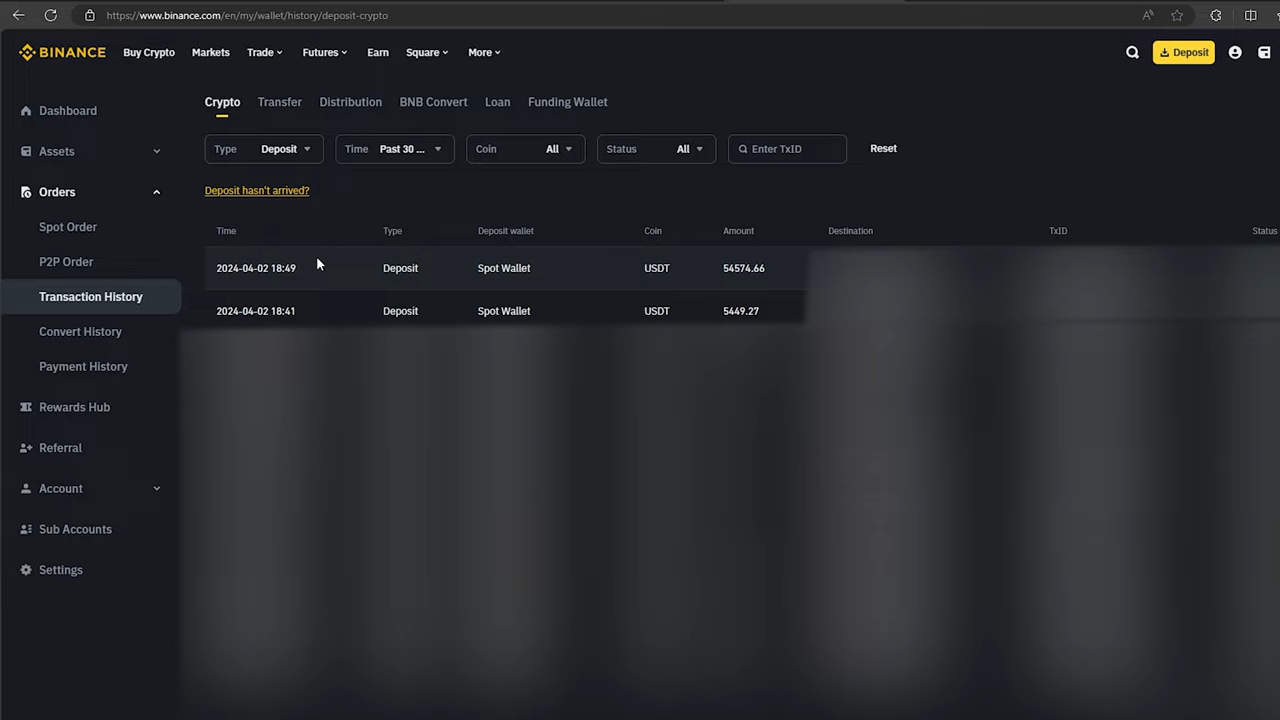 https://www.binance.com/en/my/wallet/history/deposit-crypto
BINANCE Buy Crypto Markets Trade Futures Earn Square More Deposit
Dashboard
Assets
Orders
Spot Order
P2P Order
Transaction History
Convert History
Payment History
Rewards Hub
Referral
Account
Sub Accounts
Settings
Crypto Transfer Distribution BNB Convert Loan Funding Wallet
Type Deposit Time Past 30 ... Coin All Status All Enter TxID Reset
Deposit hasn't arrived?
Time Type Deposit wallet Coin Amount Destination TxID Status
2024-04-02 18:49 Deposit Spot Wallet USDT 54574.66
2024-04-02 18:41 Deposit Spot Wallet USDT 5449.27